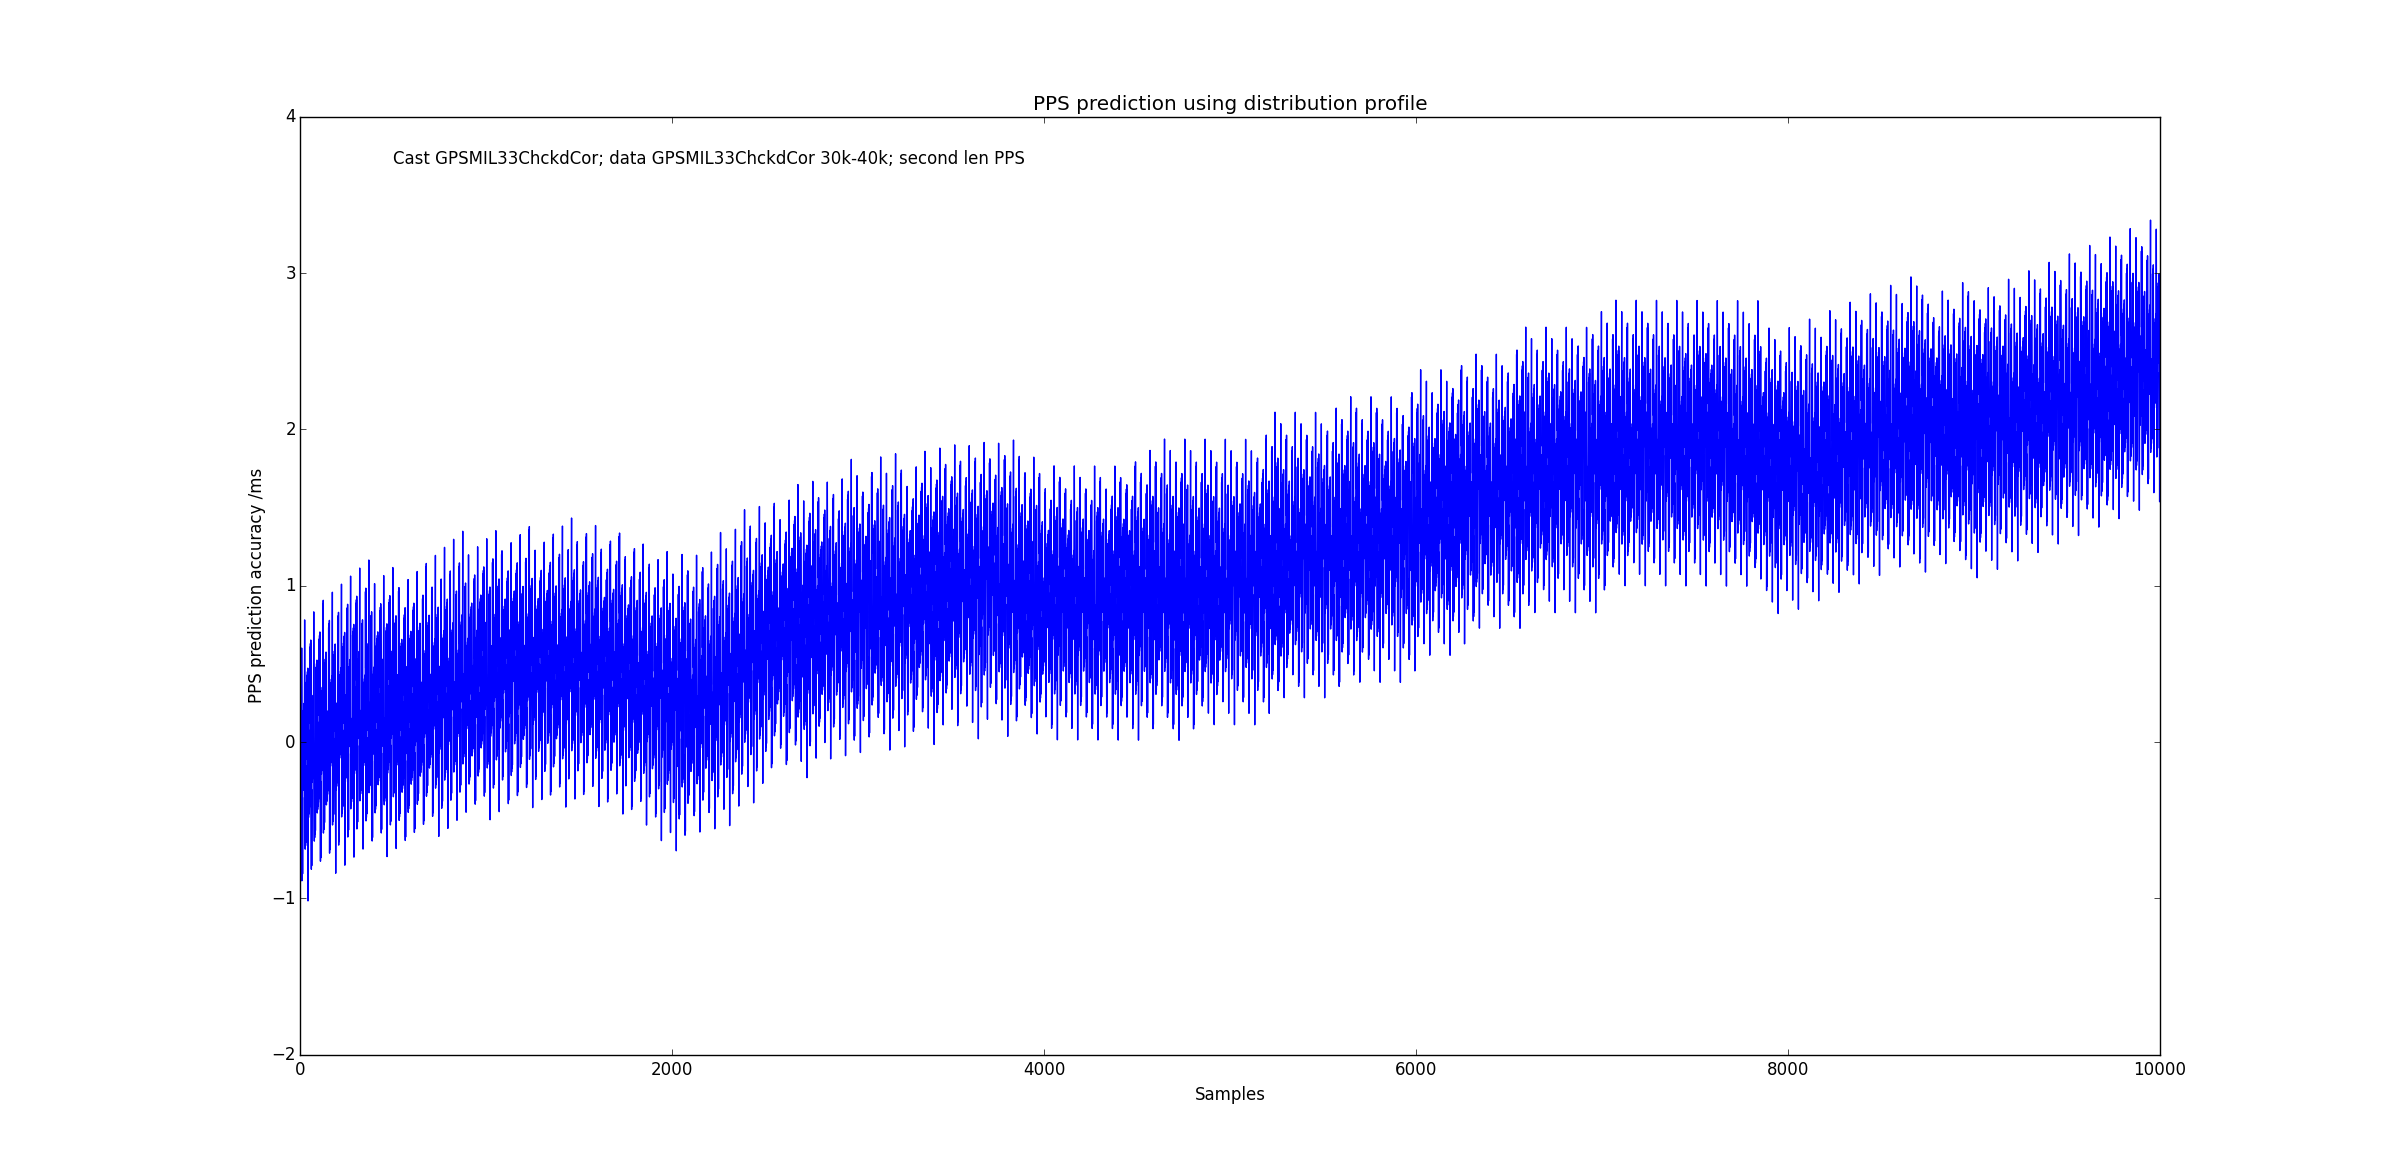 PPS prediction using distribution profile
Cast GPSMIL33ChckdCor; data GPSMIL33ChckdCor 30k-40k; second len PPS
PPS prediction accuracy /ms
4
3
2
1
0
−1
−2
0 2000 4000 6000 8000 10000
Samples